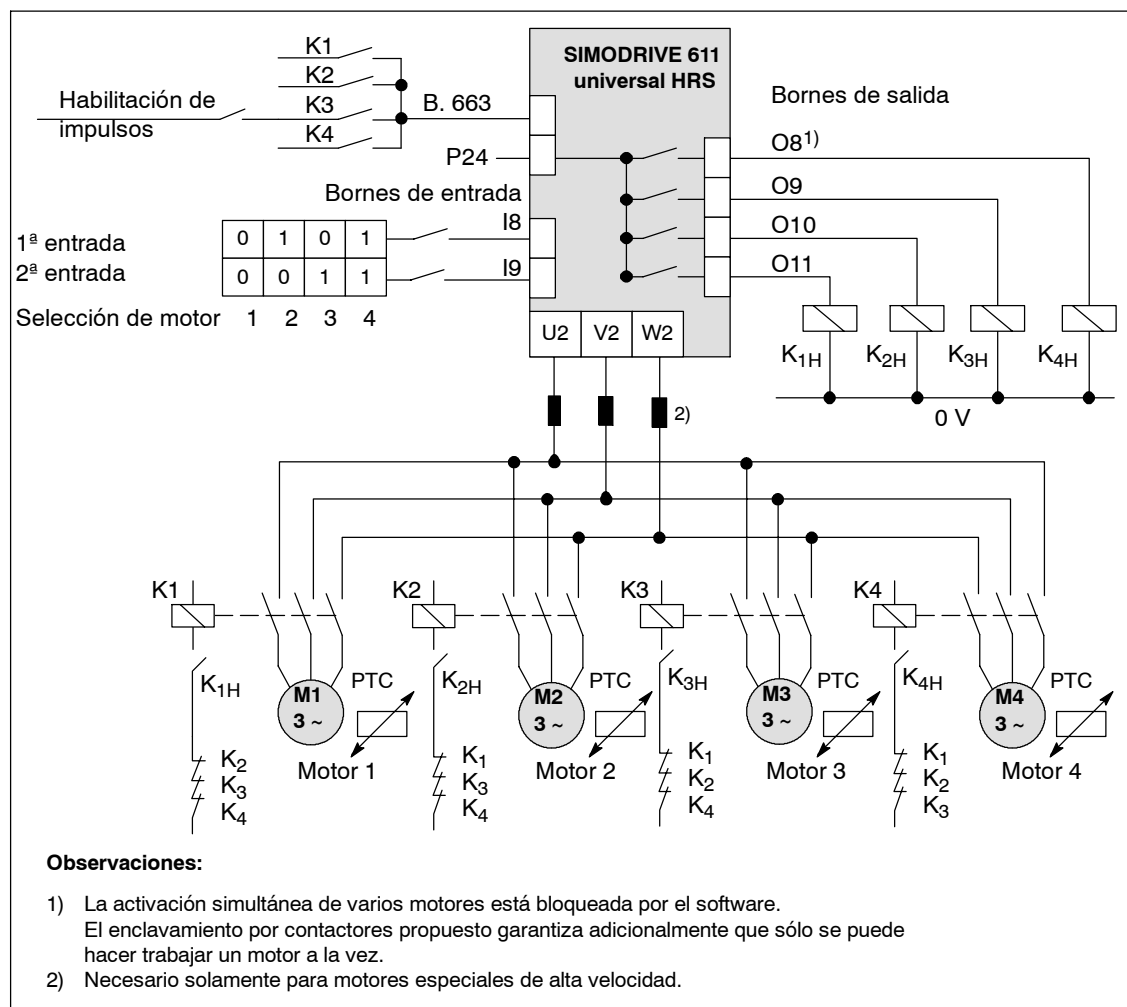 K1
K2
K3
K4
Habilitación de
impulsos
B. 663
P24
SIMODRIVE 611
universal HRS
Bornes de salida
O8 1)
O9
O10
O11
Bornes de entrada
I8
I9
1ª entrada 0 1 0 1
2ª entrada 0 0 1 1
Selección de motor 1 2 3 4
U2 V2 W2
K1H K2H K3H K4H
0 V
2)
K1 K2 K3 K4
K1H K2H K3H K4H
M1
3 ~
PTC
Motor 1
M2
3 ~
PTC
Motor 2
M3
3 ~
PTC
Motor 3
M4
3 ~
PTC
Motor 4
K2
K3
K4
K1
K3
K4
K1
K2
K4
K1
K2
K3
Observaciones:
1) La activación simultánea de varios motores está bloqueada por el software.
El enclavamiento por contactores propuesto garantiza adicionalmente que sólo se puede
hacer trabajar un motor a la vez.
2) Necesario solamente para motores especiales de alta velocidad.